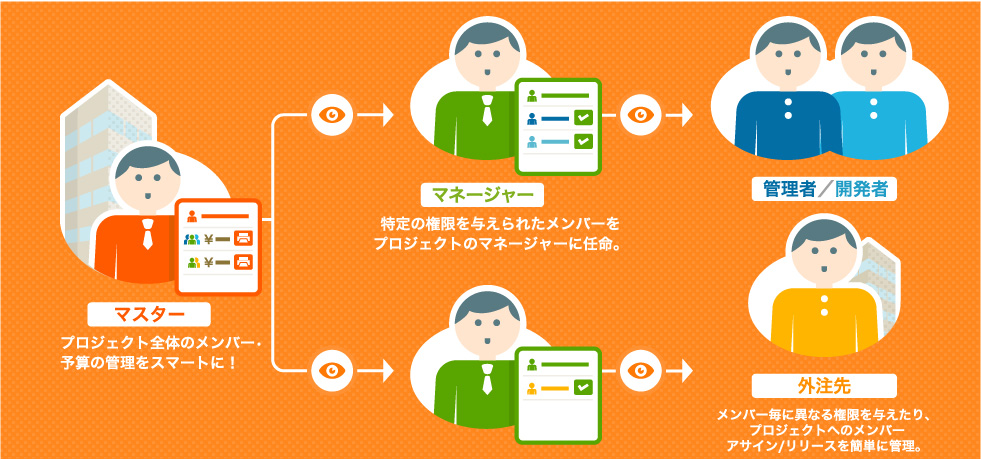 マスター
プロジェクト全体のメンバー・
予算の管理をスマートに！
¥
¥
マネージャー
特定の権限を与えられたメンバーを
プロジェクトのマネージャーに任命。
管理者／開発者
外注先
メンバー毎に異なる権限を与えたり、
プロジェクトへのメンバー
アサイン/リリースを簡単に管理。